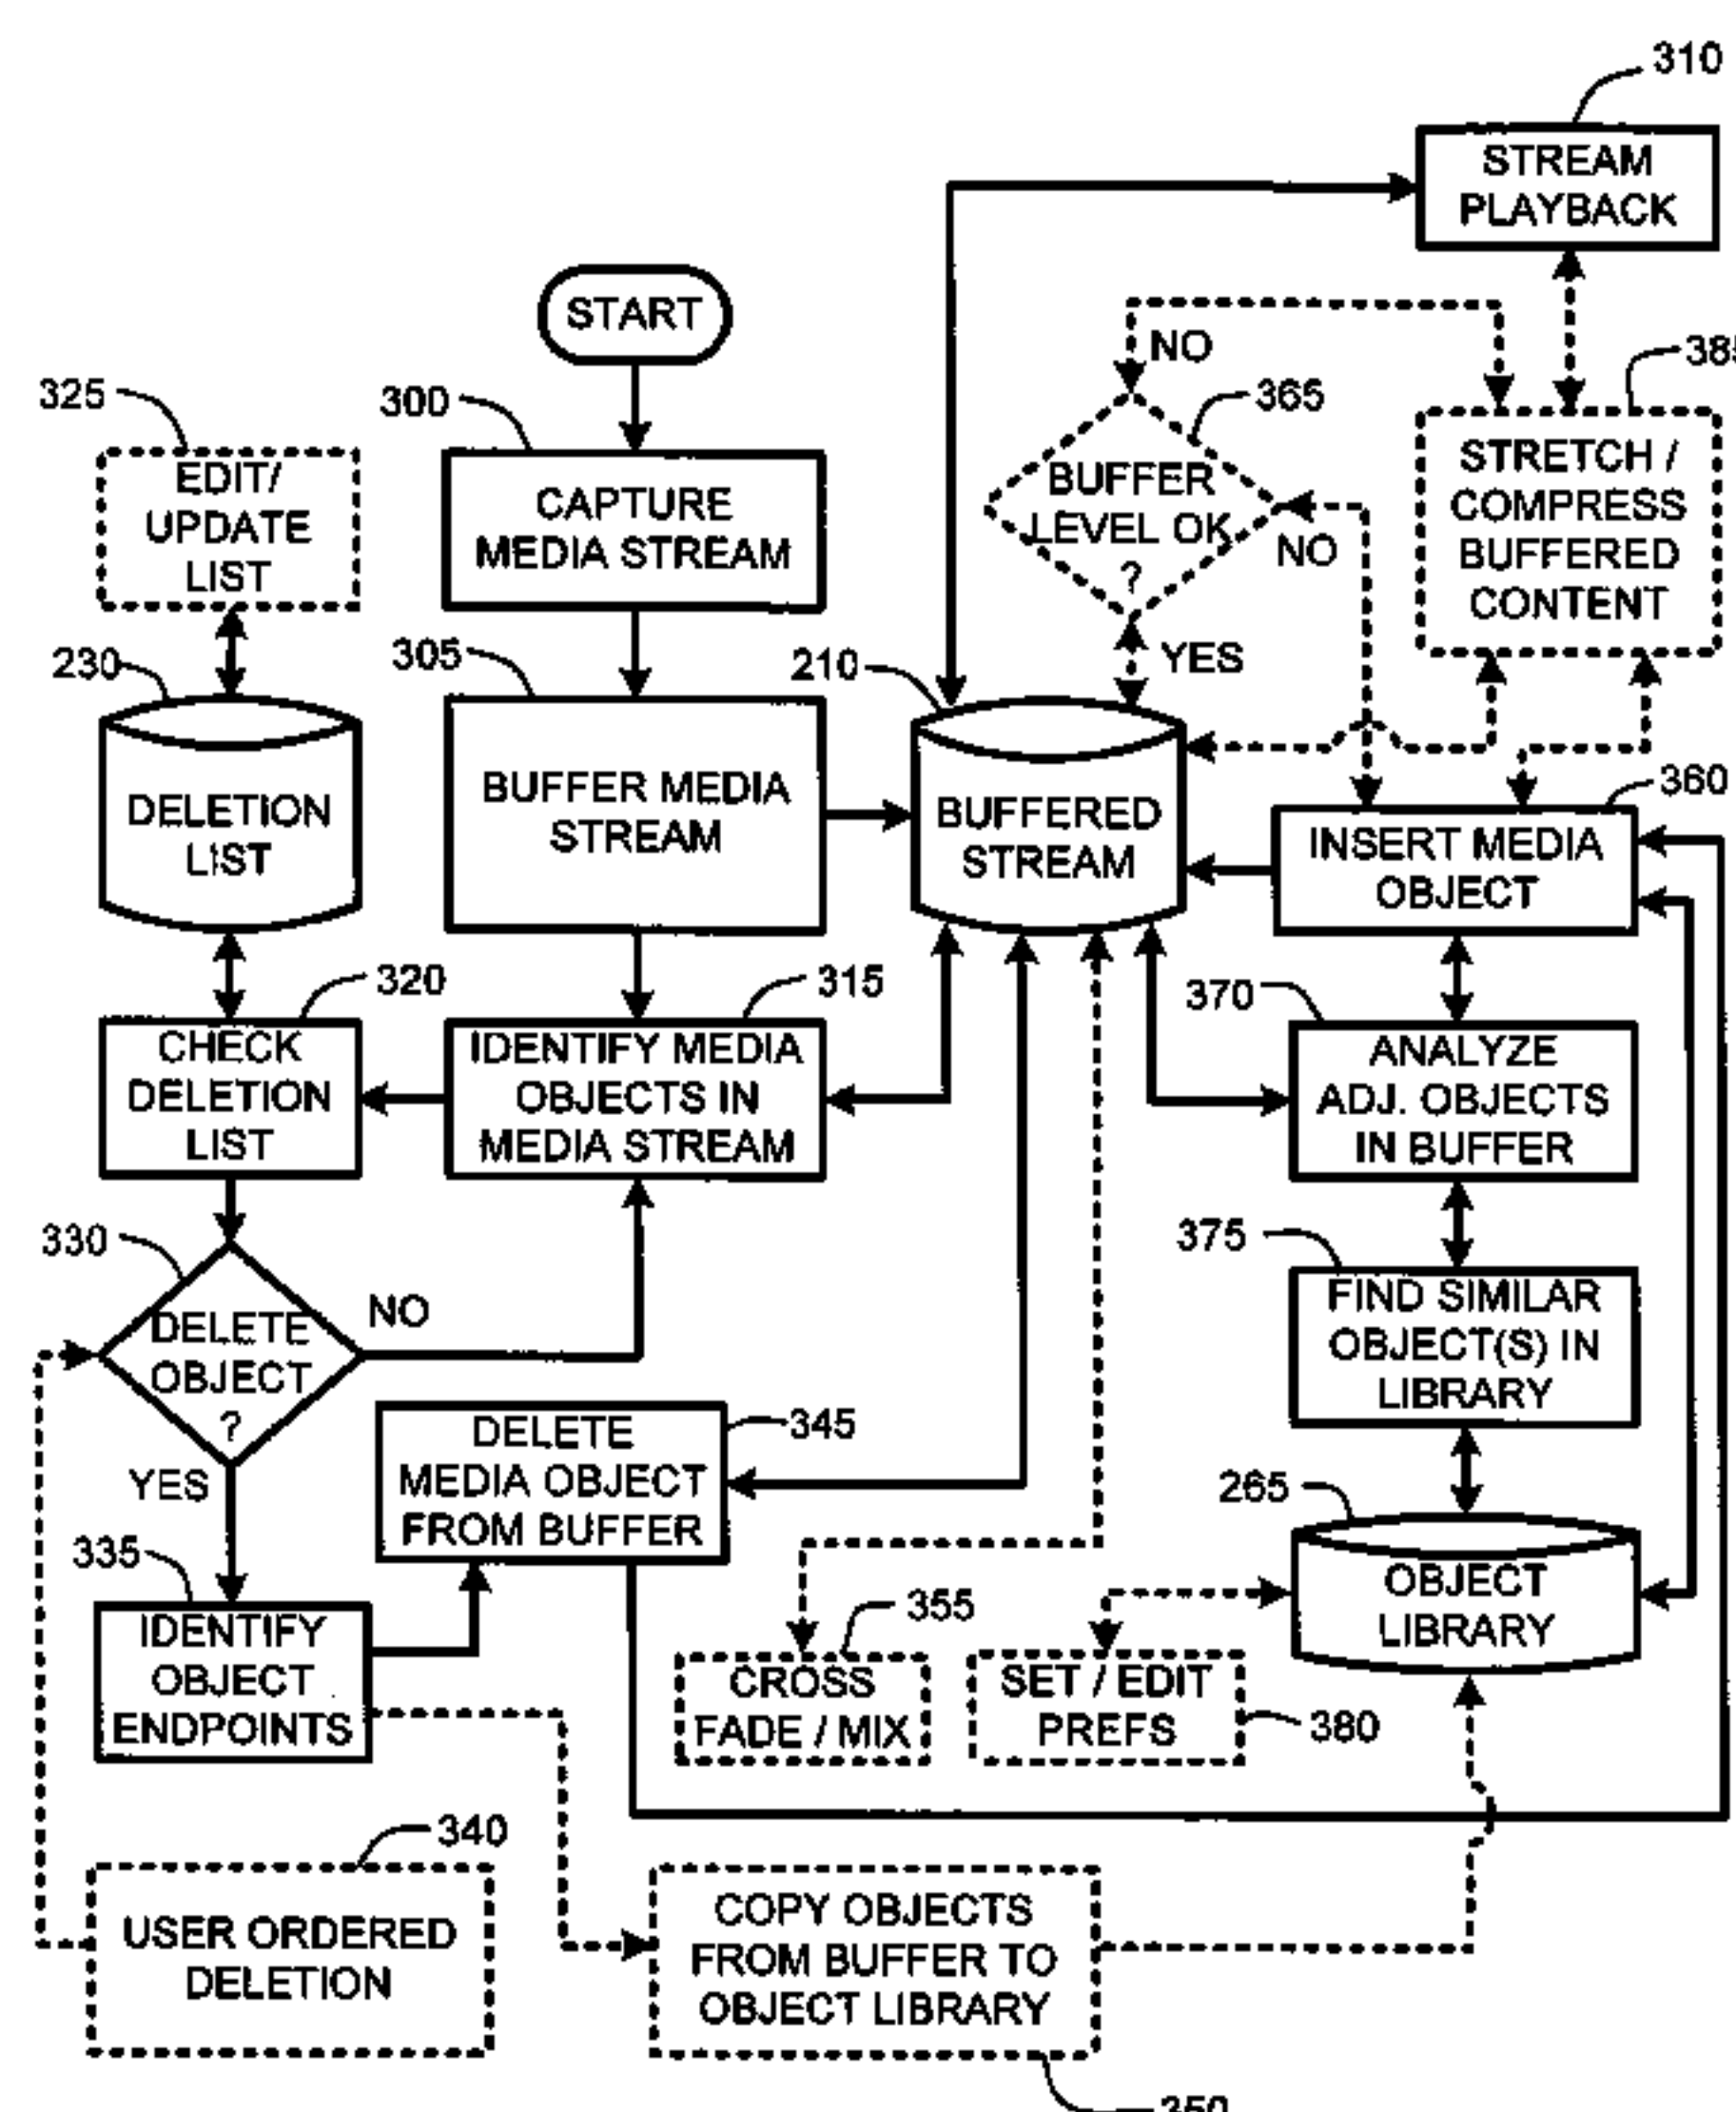 310
STREAM
PLAYBACK
START
NO
385
325
300
365
EDIT/
UPDATE
LIST
CAPTURE
MEDIA STREAM
BUFFER
LEVEL OK
?
NO
STRETCH /
COMPRESS
BUFFERED
CONTENT
230
305
210
YES
360
DELETION
LIST
BUFFER MEDIA
STREAM
BUFFERED
STREAM
INSERT MEDIA
OBJECT
320
315
370
CHECK
DELETION
LIST
IDENTIFY MEDIA
OBJECTS IN
MEDIA STREAM
ANALYZE
ADJ. OBJECTS
IN BUFFER
330
375
DELETE
OBJECT
?
NO
FIND SIMILAR
OBJECT(S) IN
LIBRARY
YES
DELETE
MEDIA OBJECT
FROM BUFFER
345
265
335
OBJECT
LIBRARY
IDENTIFY
OBJECT
ENDPOINTS
355
CROSS
FADE / MIX
SET / EDIT
PREFS
380
340
USER ORDERED
DELETION
COPY OBJECTS
FROM BUFFER TO
OBJECT LIBRARY
350